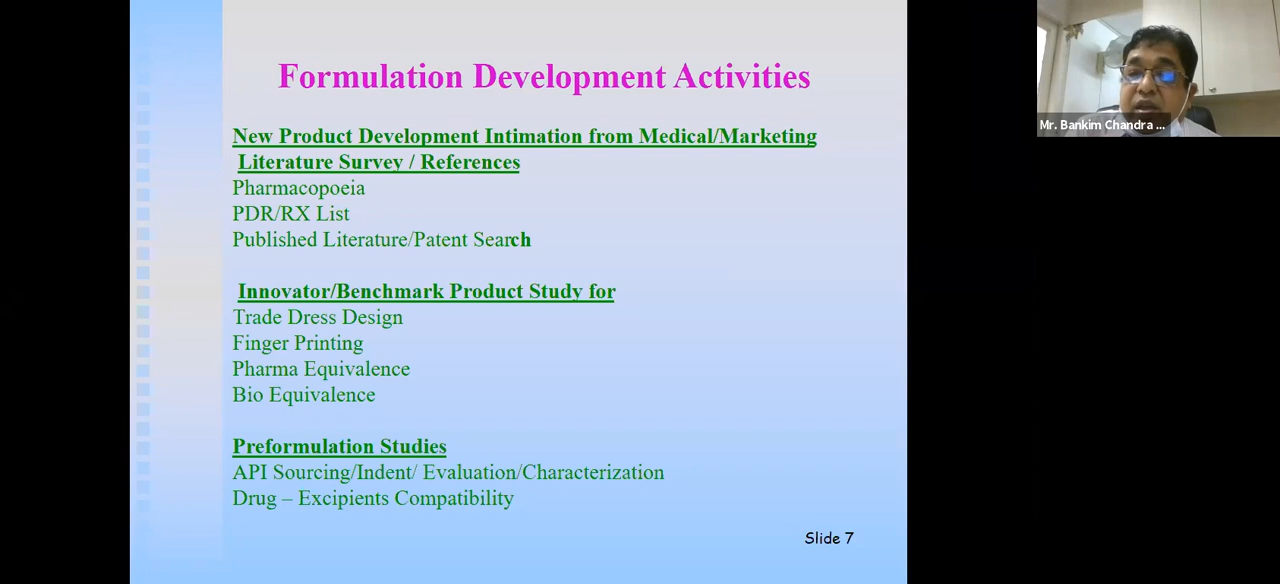 Formulation Development Activities
New Product Development Intimation from Medical/Marketing
Literature Survey / References
Pharmacopoeia
PDR/RX List
Published Literature/Patent Search
Innovator/Benchmark Product Study for
Trade Dress Design
Finger Printing
Pharma Equivalence
Bio Equivalence
Preformulation Studies
API Sourcing/Indent/ Evaluation/Characterization
Drug – Excipients Compatibility
Slide 7
Mr. Bankim Chandra ...